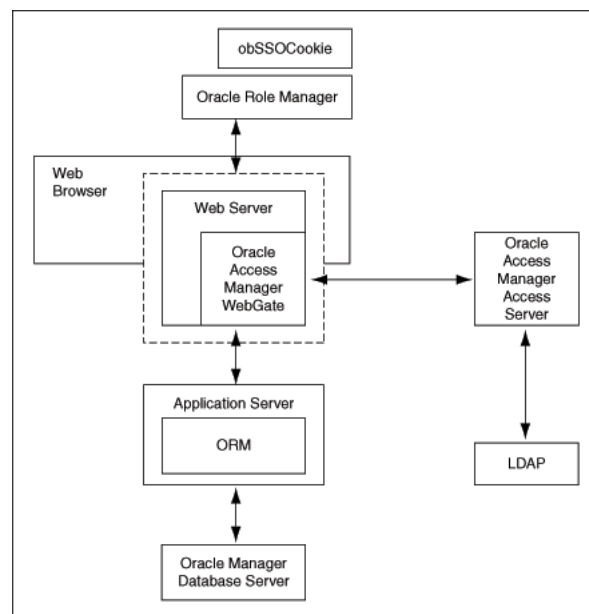 obSSOCookie
Oracle Role Manager
Web
Browser
Web Server
Oracle
Access
Manager
WebGate
Oracle
Access
Manager
Access
Server
Application Server
ORM
LDAP
Oracle Manager
Database Server